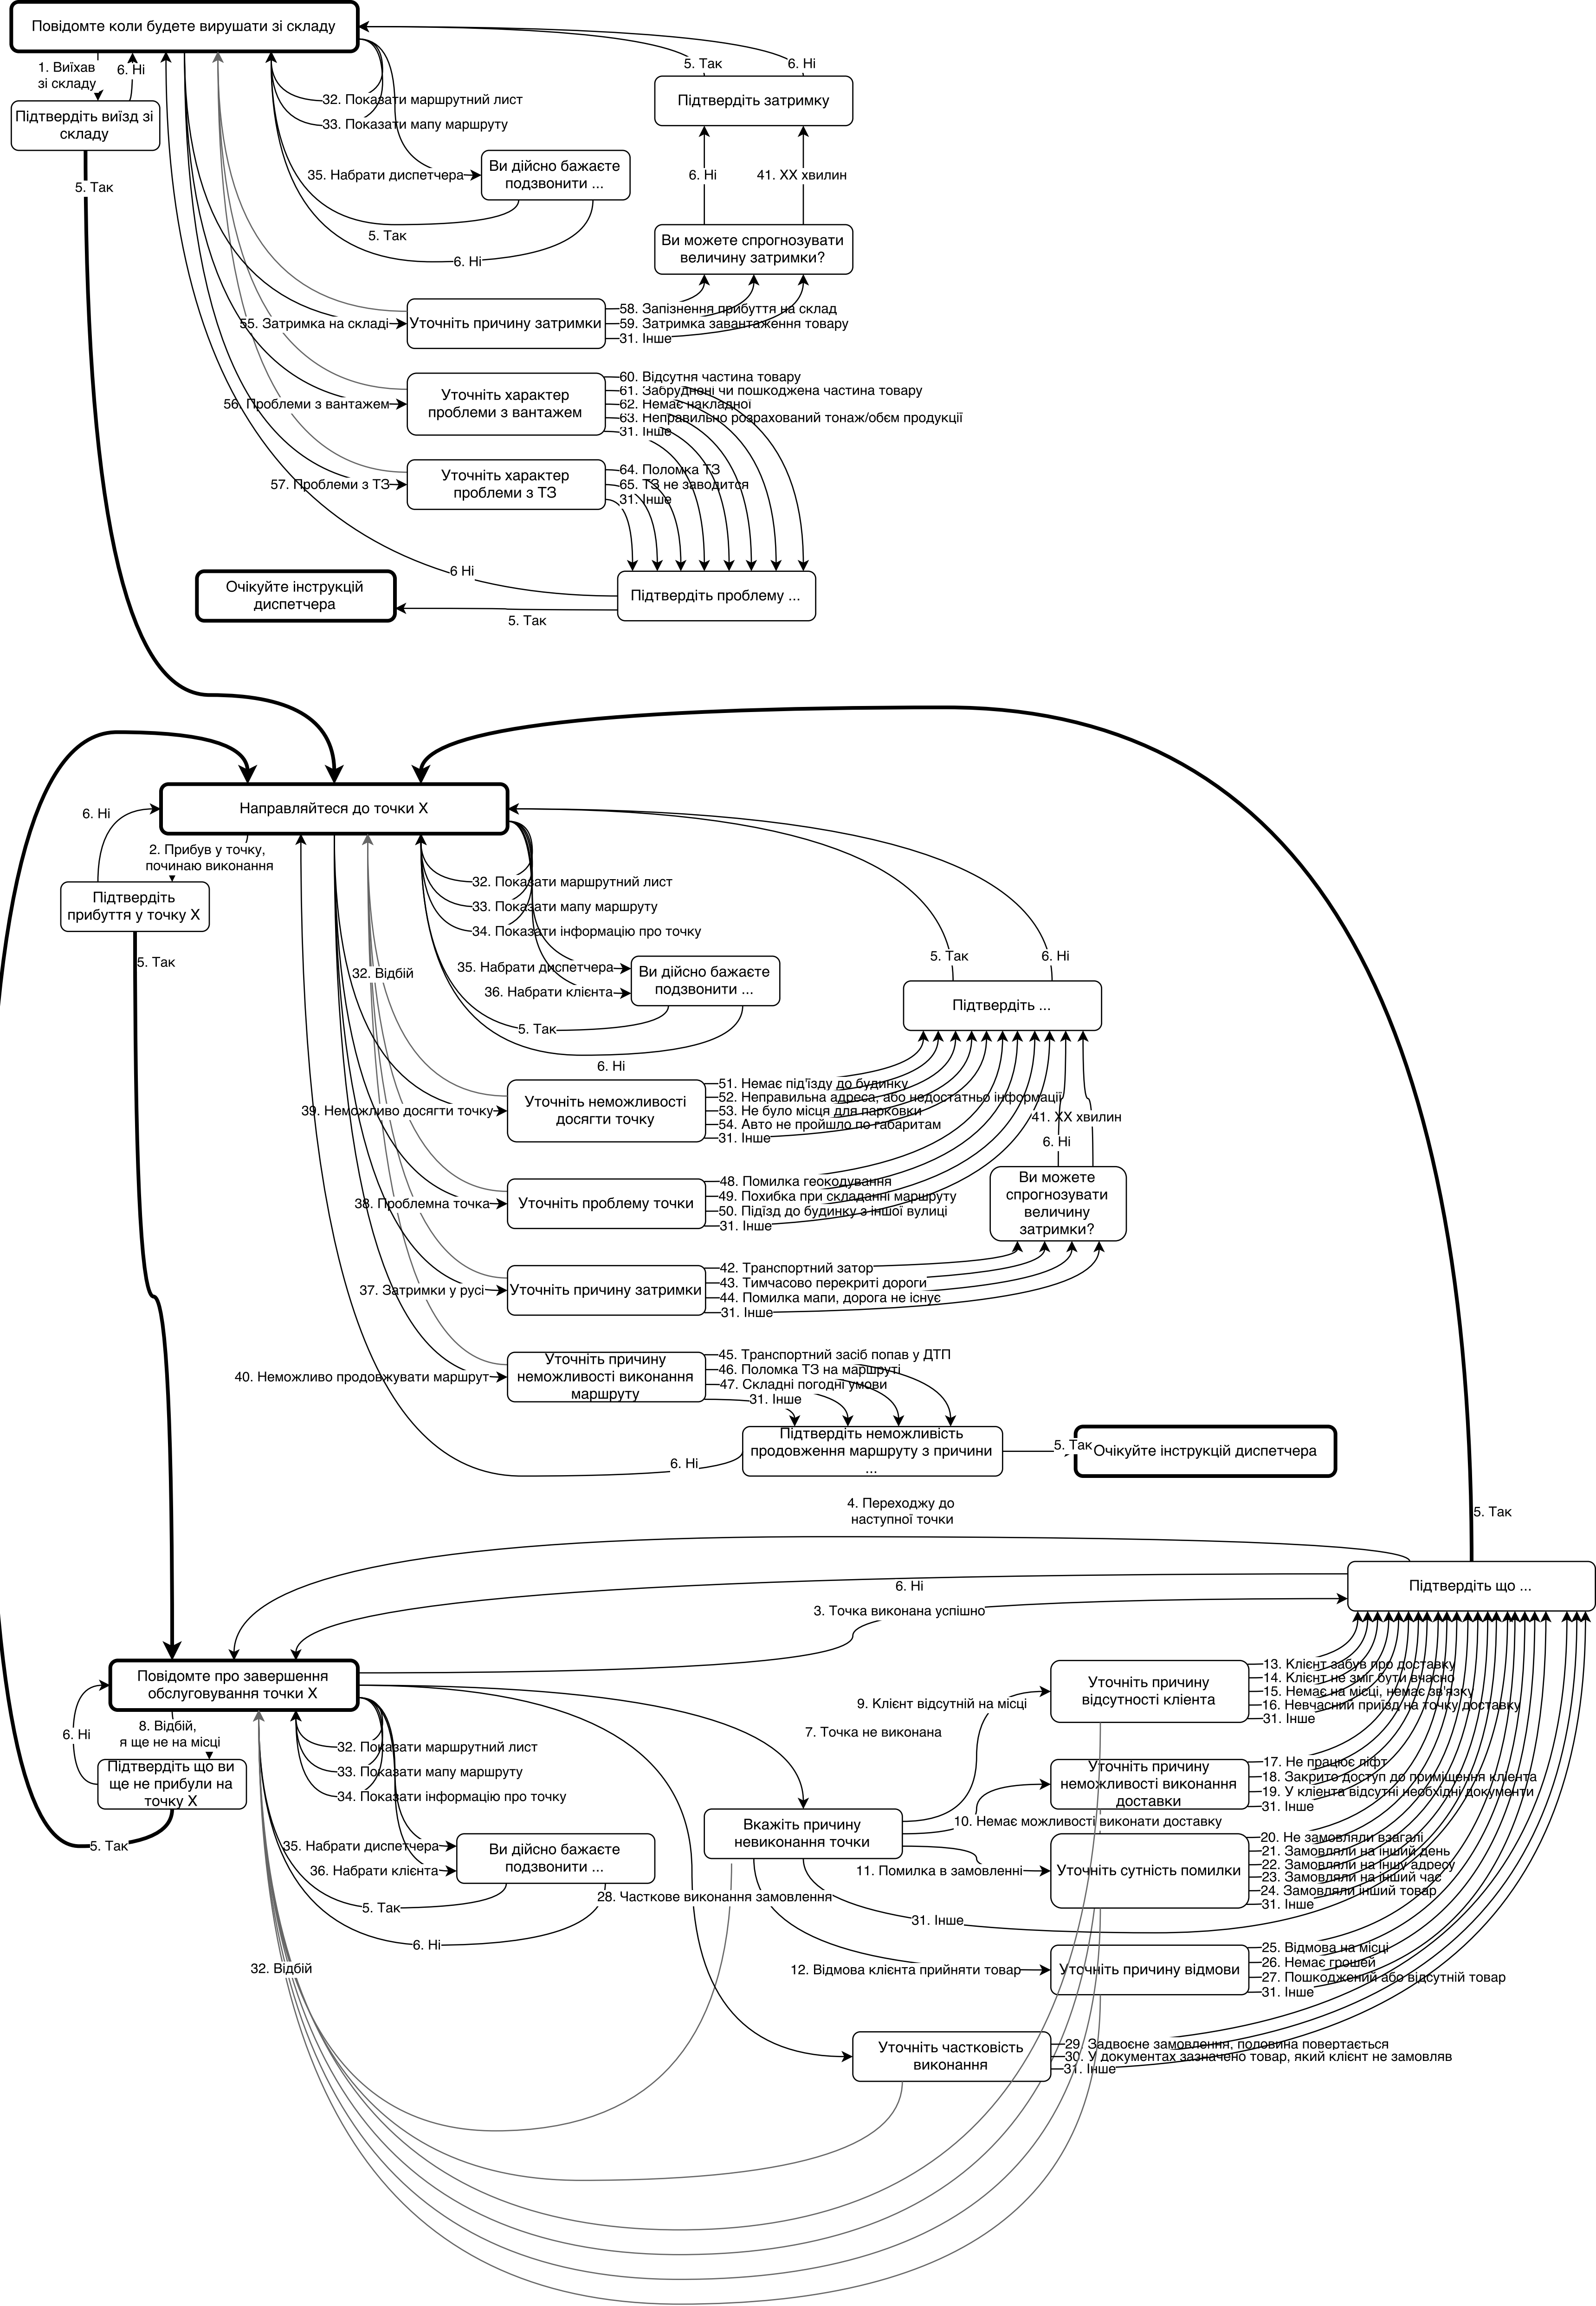 Повідомте коли будете вирушати зі складу
1. Виїхав
зі складу
6. Ні
Підтвердіть виїзд зі
складу
5. Так
32. Показати маршрутний лист
33. Показати мапу маршруту
35. Набрати диспетчера
Ви дійсно бажаєте
подзвонити ...
5. Так
6. Ні
5. Так
6. Ні
Підтвердіть затримку
6. Ні
41. XX хвилин
Ви можете спрогнозувати
величину затримки?
55. Затримка на складі
Уточніть причину затримки
58. Запізнення прибуття на склад
59. Затримка завантаження товару
31. Інше
56. Проблеми з вантажем
Уточніть характер
проблеми з вантажем
60. Відсутня частина товару
61. Забруднені чи пошкоджена частина товару
62. Немає накладної
63. Неправильно розрахований тонаж/обєм продукції
31. Інше
57. Проблеми з ТЗ
Уточніть характер
проблеми з ТЗ
64. Поломка ТЗ
65. ТЗ не заводится
31. Інше
6 Ні
Очікуйте інструкцій
диспетчера
5. Так
Підтвердіть проблему ...
Направляйтеся до точки X
6. Ні
2. Прибув у точку,
починаю виконання
Підтвердіть
прибуття у точку X
5. Так
32. Показати маршрутний лист
33. Показати мапу маршруту
34. Показати інформацію про точку
32. Відбій
35. Набрати диспетчера
36. Набрати клієнта
Ви дійсно бажаєте
подзвонити ...
5. Так
6. Ні
5. Так
6. Ні
Підтвердіть ...
39. Неможливо досягти точку
Уточніть неможливості
досягти точку
51. Немає під'їзду до будинку
52. Неправильна адреса, або недостатньо інформації
53. Не було місця для парковки
54. Авто не пройшло по габаритам
31. Інше
41. XX хвилин
6. Ні
Ви можете
спрогнозувати
величину
затримки?
38. Проблемна точка
Уточніть проблему точки
48. Помилка геокодування
49. Похибка при складанні маршруту
50. Підїзд до будинку з іншої вулиці
31. Інше
37. Затримки у русі
Уточніть причину затримки
42. Транспортний затор
43. Тимчасово перекриті дороги
44. Помилка мапи, дорога не існує
31. Інше
40. Неможливо продовжувати маршрут
Уточніть причину
неможливості виконання
маршруту
45. Транспортний засіб попав у ДТП
46. Поломка ТЗ на маршруті
47. Складні погодні умови
31. Інше
6. Ні
Підтвердіть неможливість
продовження маршруту з причини
...
5. Так
Очікуйте інструкцій диспетчера
4. Переходжу до
наступної точки
5. Так
6. Ні
Підтвердіть що ...
3. Точка виконана успішно
Повідомте про завершення
обслуговування точки X
6. Ні
8. Відбій,
я ще не на місці
Підтвердіть що ви
ще не прибули на
точку X
5. Так
32. Показати маршрутний лист
33. Показати мапу маршруту
34. Показати інформацію про точку
35. Набрати диспетчера
36. Набрати клієнта
Ви дійсно бажаєте
подзвонити ...
5. Так
6. Ні
32. Відбій
7. Точка не виконана
Вкажіть причину
невиконання точки
28. Часткове виконання замовлення
9. Клієнт відсутній на місці
Уточніть причину
відсутності клієнта
13. Клієнт забув про доставку
14. Клієнт не зміг бути вчасно
15. Немає на місці, немає зв'язку
16. Невчасний приїзд на точку доставку
31. Інше
10. Немає можливості виконати доставку
Уточніть причину
неможливості виконання
доставки
17. Не працює ліфт
18. Закрито доступ до приміщення клієнта
19. У клієнта відсутні необхідні документи
31. Інше
11. Помилка в замовленні
Уточніть сутність помилки
20. Не замовляли взагалі
21. Замовляли на інший день
22. Замовляли на іншу адресу
23. Замовляли на інший час
24. Замовляли інший товар
31. Інше
31. Інше
12. Відмова клієнта прийняти товар
Уточніть причину відмови
25. Відмова на місці
26. Немає грошей
27. Пошкоджений або відсутній товар
31. Інше
Уточніть частковість
виконання
29. Задвоєне замовлення, половина повертається
30. У документах зазначено товар, який клієнт не замовляв
31. Інше